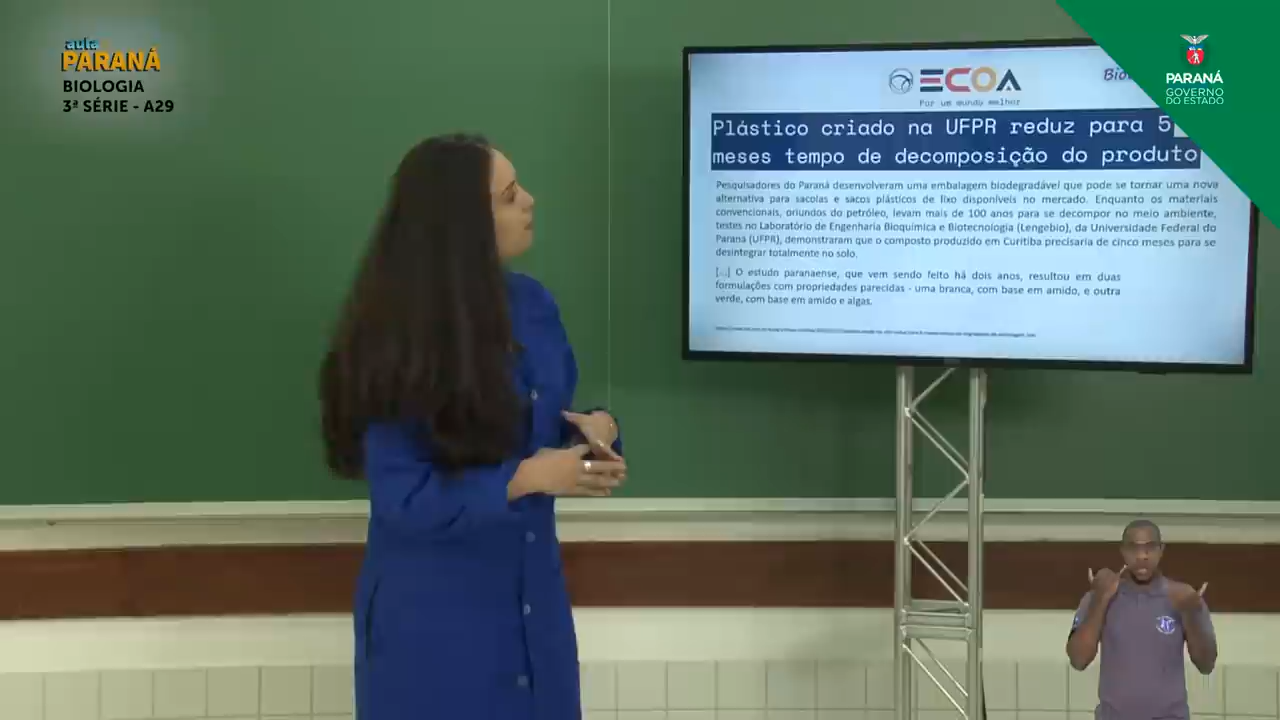 aula
PARANÁ
BIOLOGIA
3ª SÉRIE - A29
PARANÁ
GOVERNO
DO ESTADO
ECOA
Por um mundo melhor
Plástico criado na UFPR reduz para 5
meses tempo de decomposição do produto
Pesquisadores do Paraná desenvolveram uma embalagem biodegradável que pode se tornar uma nova
alternativa para sacolas e sacos plásticos de lixo disponíveis no mercado. Enquanto os materiais
convencionais, oriundos do petróleo, levam mais de 100 anos para se decompor no meio ambiente,
testes no Laboratório de Engenharia Bioquímica e Biotecnologia (Lengebio), da Universidade Federal do
Paraná (UFPR), demonstraram que o composto produzido em Curitiba precisaria de cinco meses para se
desintegrar totalmente no solo.
[...] O estudo paranaense, que vem sendo feito há dois anos, resultou em duas
formulações com propriedades parecidas - uma branca, com base em amido, e outra
verde, com base em amido e algas.